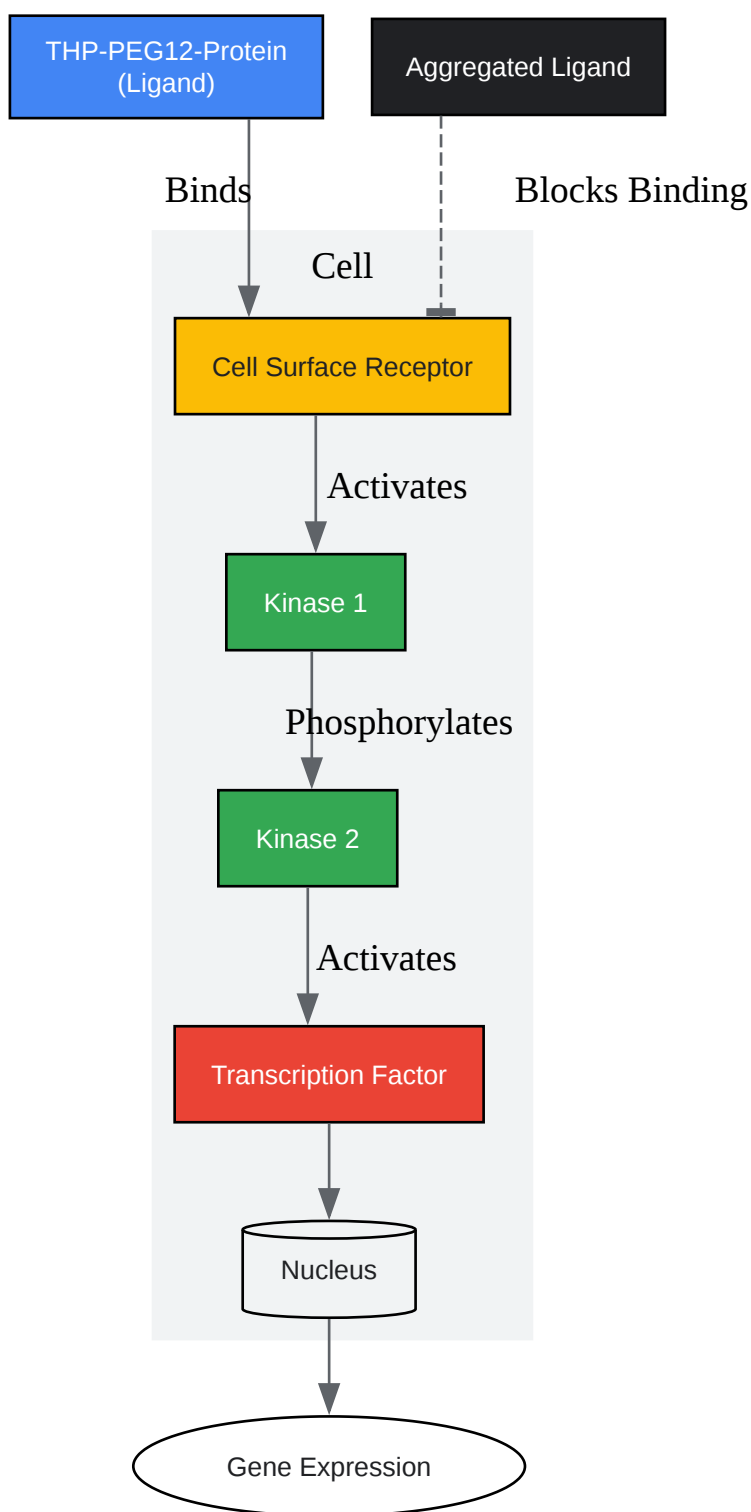 THP-PEG12-Protein
(Ligand)
Aggregated Ligand
Binds
Blocks Binding
Cell
Cell Surface Receptor
Activates
Kinase 1
Phosphorylates
Kinase 2
Activates
Transcription Factor
Nucleus
Gene Expression